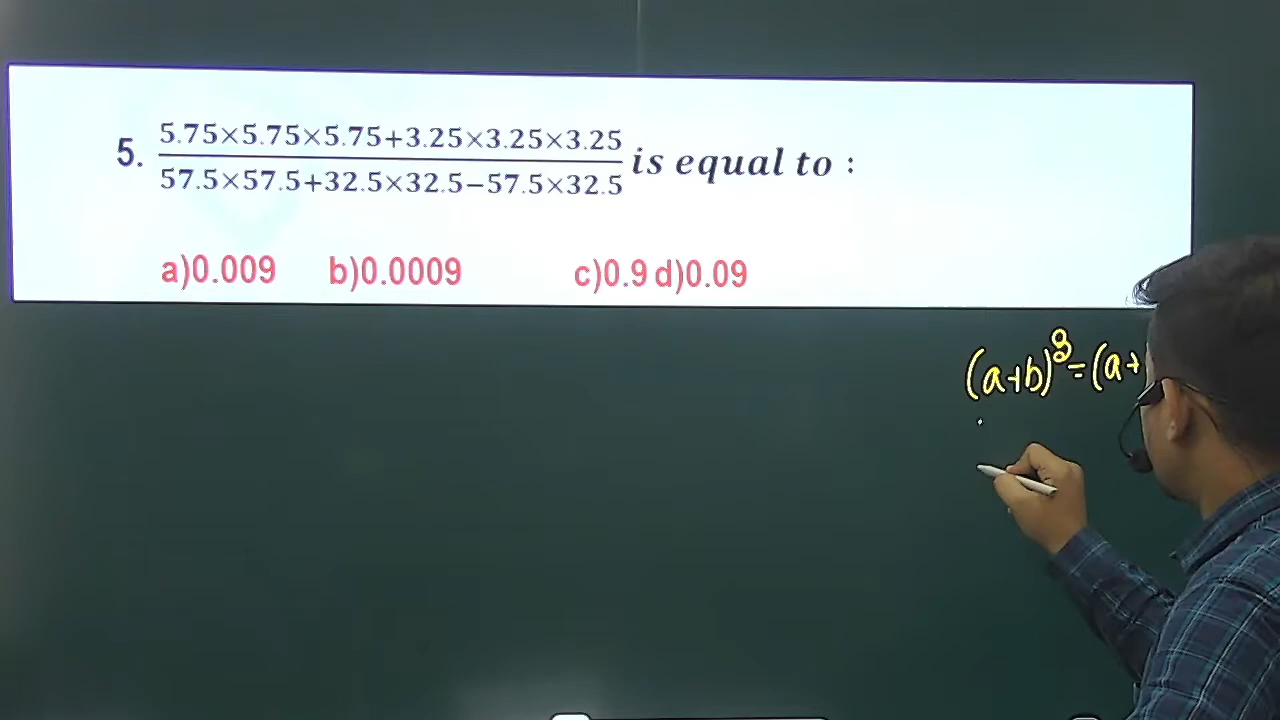 5. 5.75×5.75×5.75+3.25×3.25×3.25
57.5×57.5+32.5×32.5−57.5×32.5 is equal to :
a)0.009 b)0.0009 c)0.9 d)0.09
(a+b)³=(a+